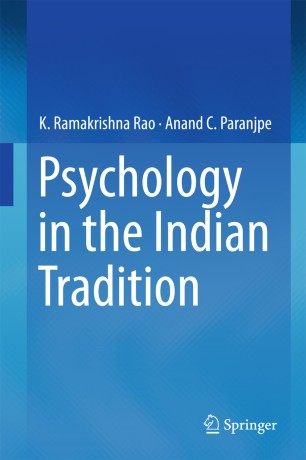 K. Ramakrishna Rao · Anand C. Paranjpe
Psychology
in the Indian
Tradition
Springer